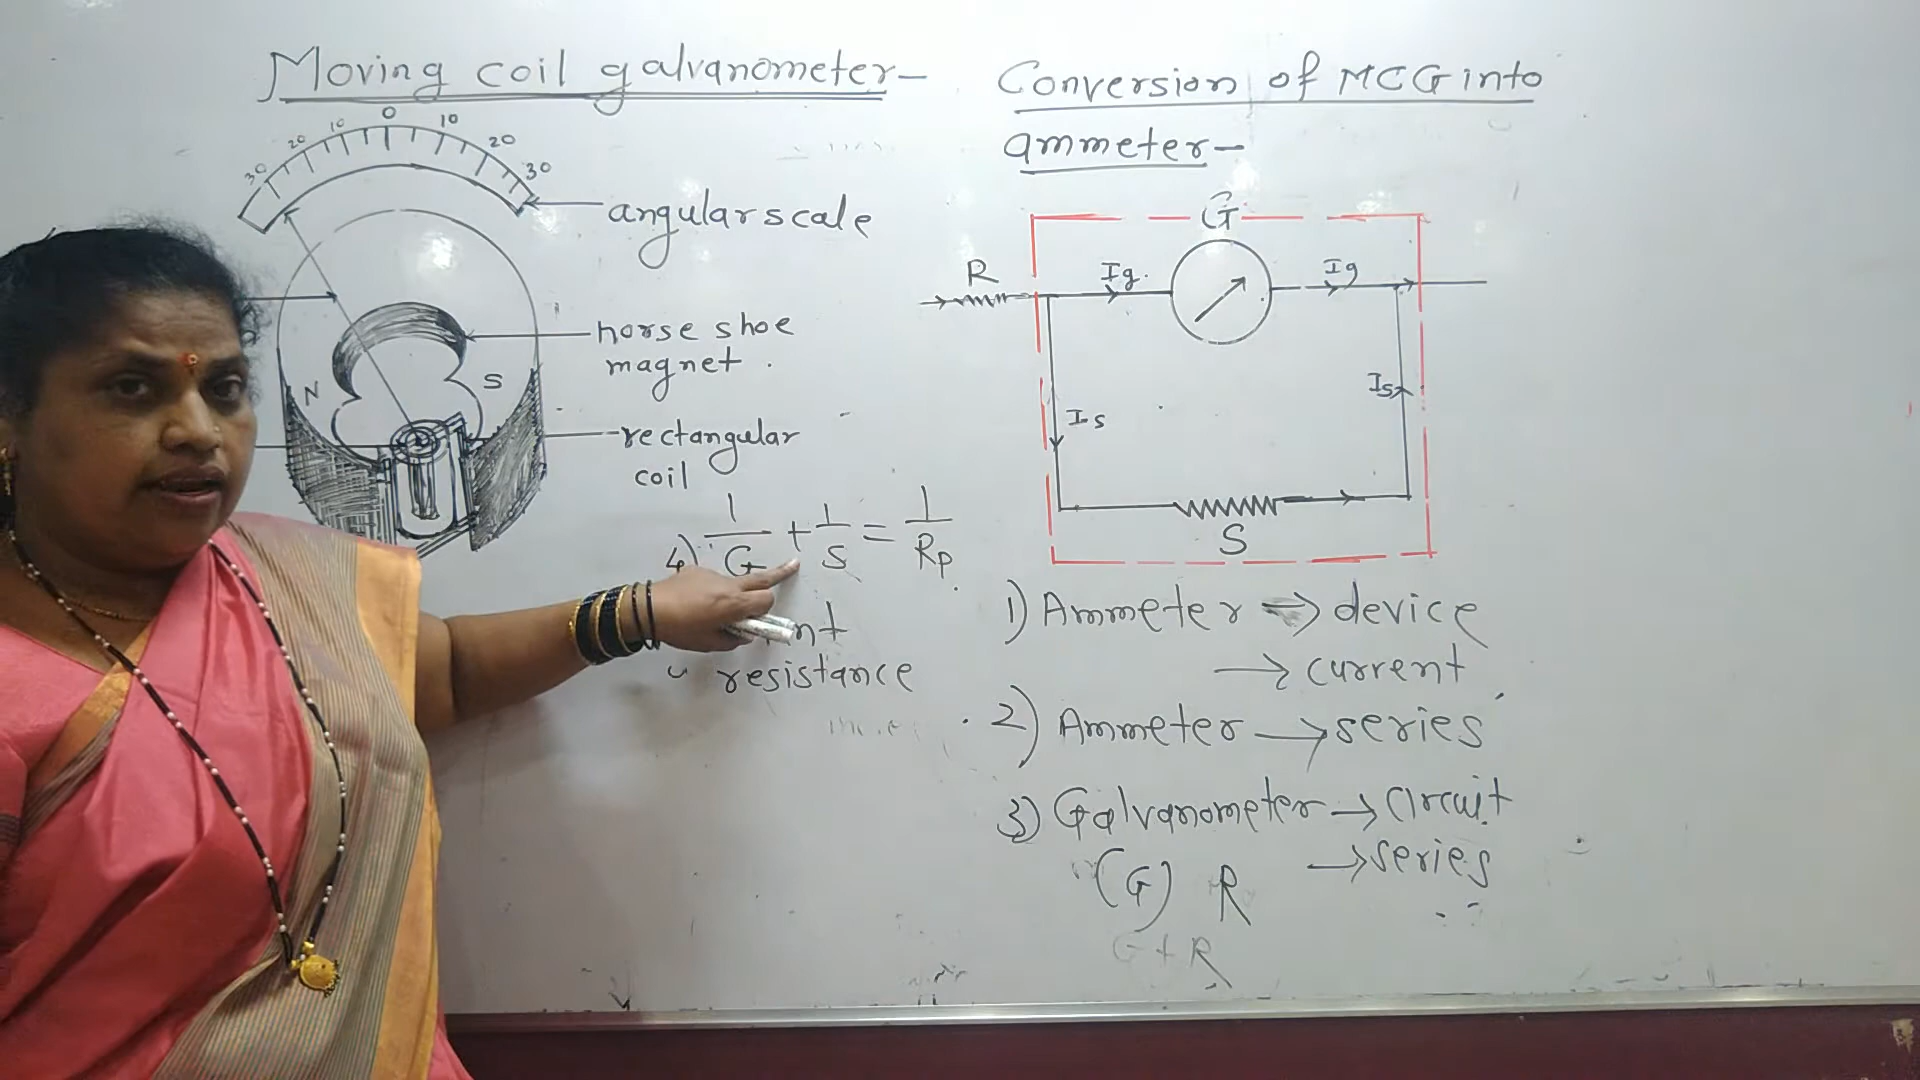 Moving coil galvanometer-
30 20 10 0 10 20 30
angular scale
horse shoe
magnet.
N S
rectangular
coil
4) 1/G + 1/S = 1/Rp
resistance
Conversion of MCG into
ammeter-
G
R Ig. Ig
Is Is
S
1) Ammeter → device
→ current
2) Ammeter → series
3) Galvanometer → circuit
(G) R → series
G + R